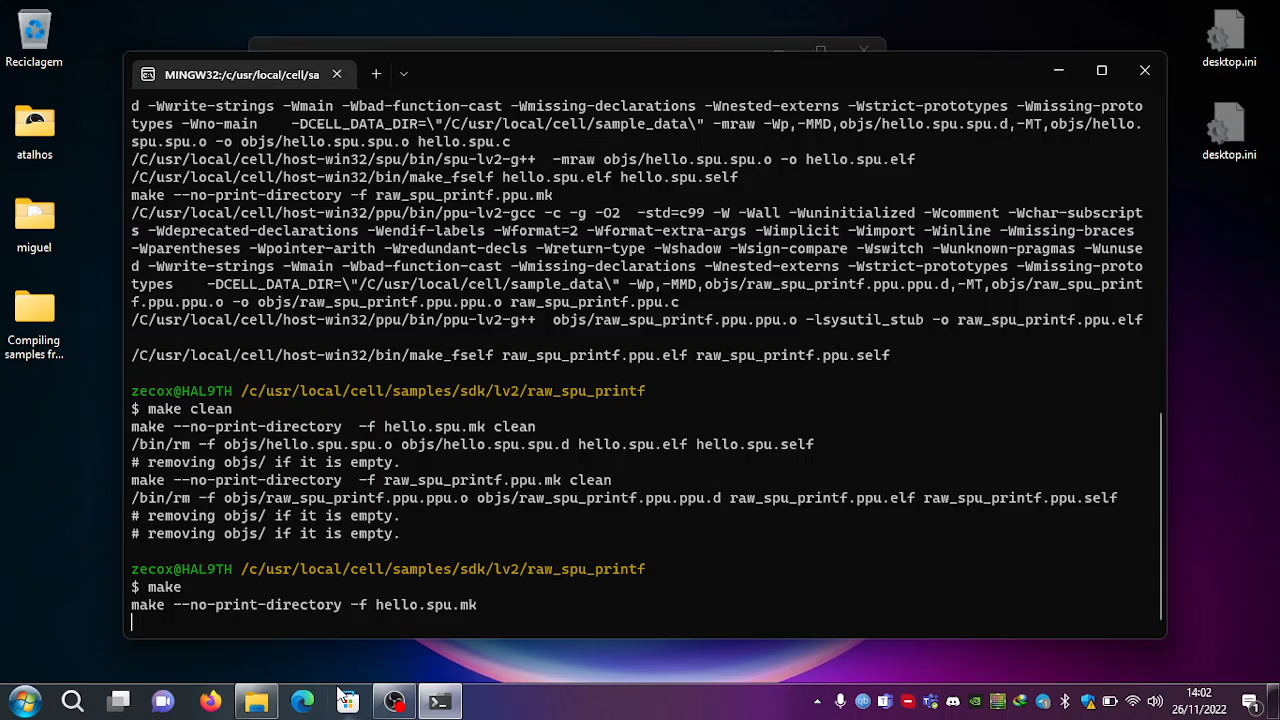 Reciclagem
atalhos
miguel
Compiling
samples fr...
desktop.ini
desktop.ini
MINGW32:/c/usr/local/cell/sa
d -Wwrite-strings -Wmain -Wbad-function-cast -Wmissing-declarations -Wnested-externs -Wstrict-prototypes -Wmissing-proto
types -Wno-main   -DCELL_DATA_DIR=\"/C/usr/local/cell/sample_data\" -mraw -Wp,-MMD,objs/hello.spu.spu.d,-MT,objs/hello.
spu.spu.o -o objs/hello.spu.spu.o hello.spu.c
/C/usr/local/cell/host-win32/spu/bin/spu-lv2-g++  -mraw objs/hello.spu.spu.o -o hello.spu.elf
/C/usr/local/cell/host-win32/bin/make_fself hello.spu.elf hello.spu.self
make --no-print-directory -f raw_spu_printf.ppu.mk
/C/usr/local/cell/host-win32/ppu/bin/ppu-lv2-gcc -c -g -O2  -std=c99 -W -Wall -Wuninitialized -Wcomment -Wchar-subscript
s -Wdeprecated-declarations -Wendif-labels -Wformat=2 -Wformat-extra-args -Wimplicit -Wimport -Winline -Wmissing-braces
-Wparentheses -Wpointer-arith -Wredundant-decls -Wreturn-type -Wshadow -Wsign-compare -Wswitch -Wunknown-pragmas -Wunuse
d -Wwrite-strings -Wmain -Wbad-function-cast -Wmissing-declarations -Wnested-externs -Wstrict-prototypes -Wmissing-proto
types    -DCELL_DATA_DIR=\"/C/usr/local/cell/sample_data\" -Wp,-MMD,objs/raw_spu_printf.ppu.ppu.d,-MT,objs/raw_spu_print
f.ppu.ppu.o -o objs/raw_spu_printf.ppu.ppu.o raw_spu_printf.ppu.c
/C/usr/local/cell/host-win32/ppu/bin/ppu-lv2-g++  objs/raw_spu_printf.ppu.ppu.o -lsysutil_stub -o raw_spu_printf.ppu.elf
/C/usr/local/cell/host-win32/bin/make_fself raw_spu_printf.ppu.elf raw_spu_printf.ppu.self
zecox@HAL9TH /c/usr/local/cell/samples/sdk/lv2/raw_spu_printf
$ make clean
make --no-print-directory  -f hello.spu.mk clean
/bin/rm -f objs/hello.spu.spu.o objs/hello.spu.spu.d hello.spu.elf hello.spu.self
# removing objs/ if it is empty.
make --no-print-directory  -f raw_spu_printf.ppu.mk clean
/bin/rm -f objs/raw_spu_printf.ppu.ppu.o objs/raw_spu_printf.ppu.ppu.d raw_spu_printf.ppu.elf raw_spu_printf.ppu.self
# removing objs/ if it is empty.
# removing objs/ if it is empty.
zecox@HAL9TH /c/usr/local/cell/samples/sdk/lv2/raw_spu_printf
$ make
make --no-print-directory -f hello.spu.mk
14:02
26/11/2022